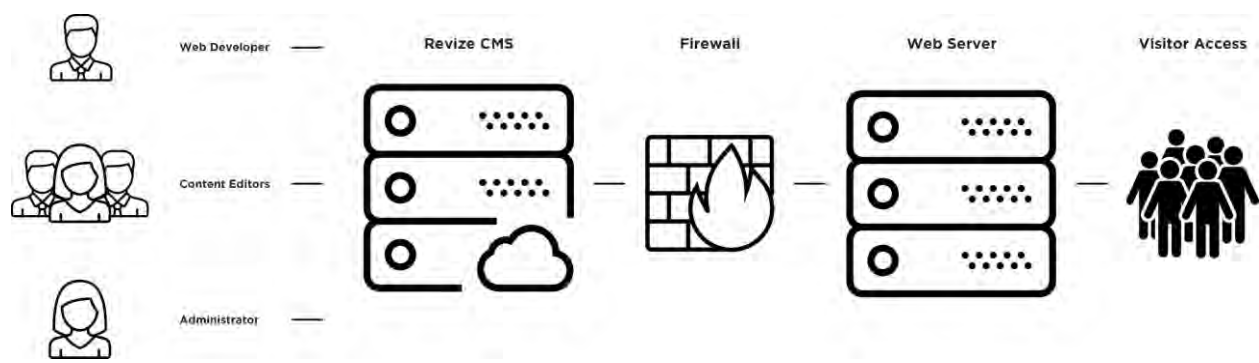 Web Developer
Revize CMS
Firewall
Web Server
Visitor Access
Content Editors
Administrator